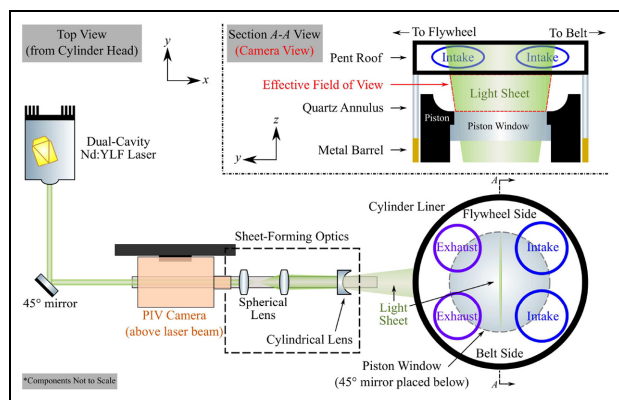 Top View
(from Cylinder Head)
y
x
Dual-Cavity
Nd:YLF Laser
45° mirror
PIV Camera
(above laser beam)
Sheet-Forming Optics
Spherical
Lens
Cylindrical Lens
*Components Not to Scale
Section A-A View
(Camera View)
To Flywheel
To Belt
Pent Roof
Intake
Intake
Effective Field of View
Light Sheet
Quartz Annulus
Piston
Piston Window
Metal Barrel
z
y
A
Cylinder Liner
Flywheel Side
Exhaust
Intake
Light
Sheet
Exhaust
Intake
Belt Side
Piston Window
(45° mirror placed below)
A